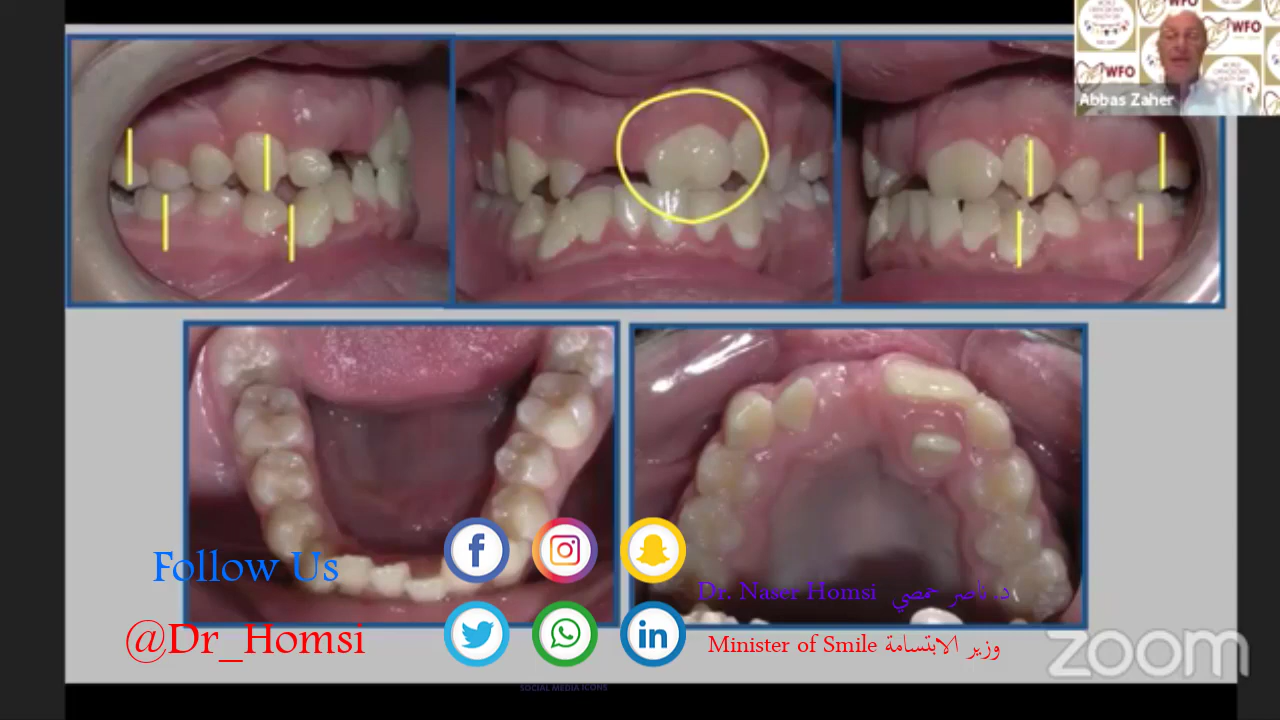 WFO
WFO
WFO
Abbas Zaher
Follow Us
@Dr_Homsi
Dr. Naser Homsi د. ناصر حمصي
Minister of Smile وزير الابتسامة
zoom
SOCIAL MEDIA ICONS